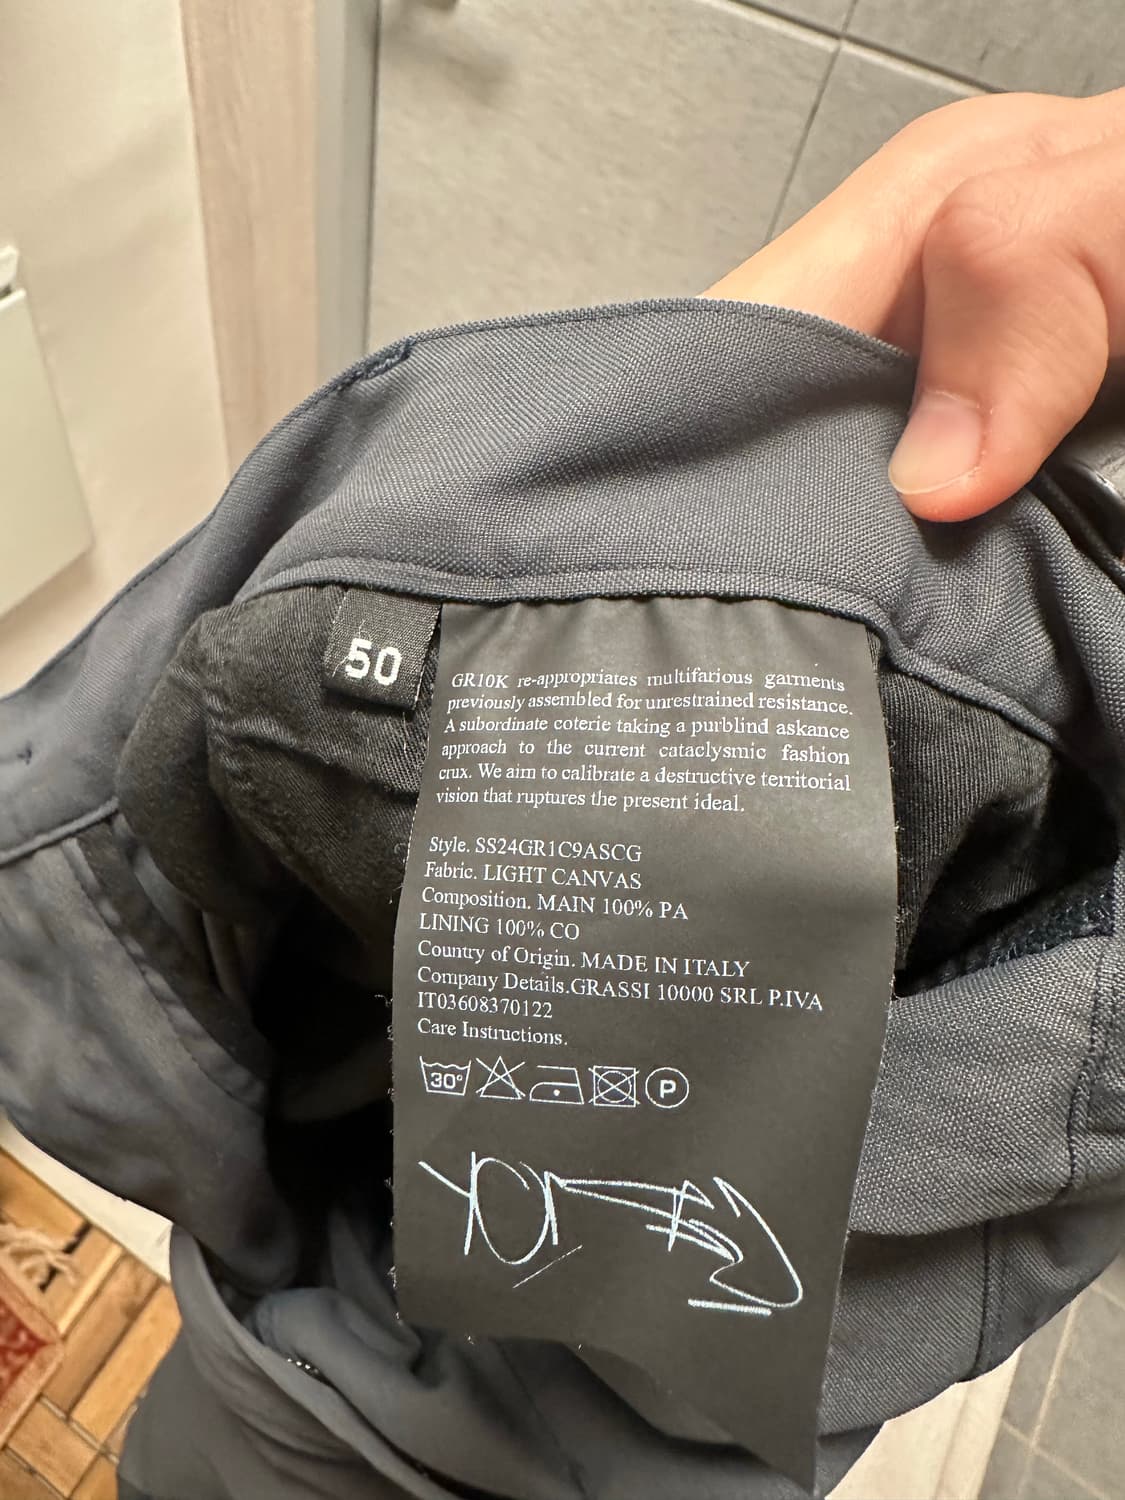 50
GR10K re-appropriates multifarious garments
previously assembled for unrestrained resistance.
A subordinate coterie taking a purblind askance
approach to the current cataclysmic fashion
crux. We aim to calibrate a destructive territorial
vision that ruptures the present ideal.
Style. SS24GR1C9ASCG
Fabric. LIGHT CANVAS
Composition. MAIN 100% PA
LINING 100% CO
Country of Origin. MADE IN ITALY
Company Details.GRASSI 10000 SRL P.IVA
IT03608370122
Care Instructions.
30° P